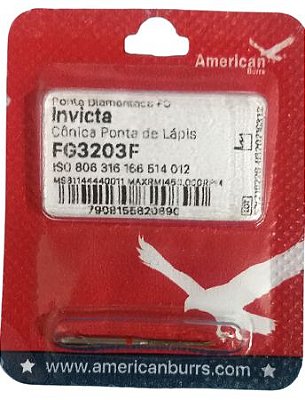 American
Burrs
Ponta Diamantada FG
Invicta
Cônica Ponta de Lápis
FG3203F
ISO 806 316 166 514 012
LOT
www.americanburrs.com